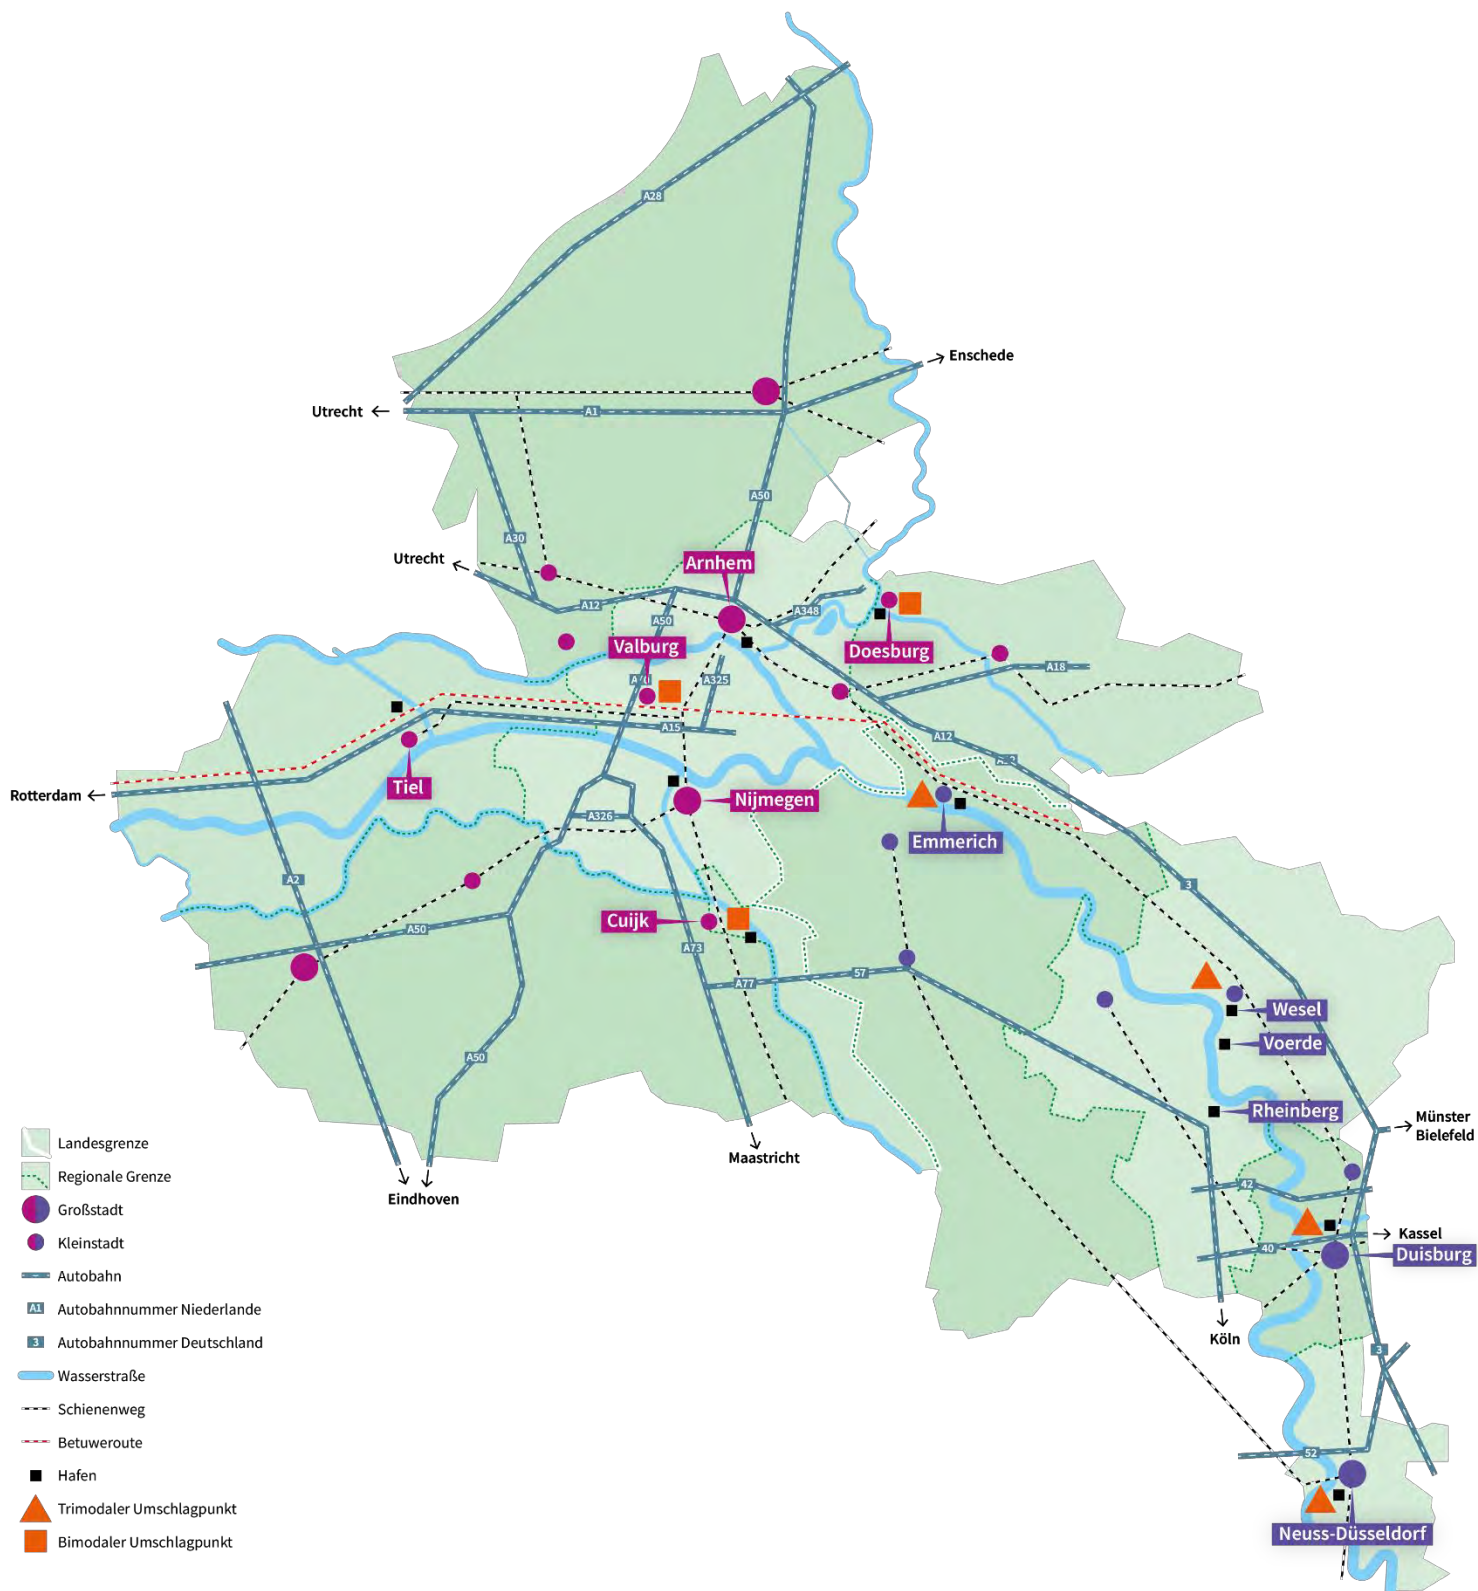 A28
Enschede
Utrecht
A1
A50
A30
Utrecht
Arnhem
A12
A348
A50
Valburg
Doesburg
A18
A325
A15
A12
Tiel
Rotterdam
Nijmegen
A326
Emmerich
A2
3
Cuijk
A50
A73
57
A77
Wesel
Voerde
A50
Rheinberg
Münster
Bielefeld
Maastricht
Eindhoven
42
Kassel
40
Duisburg
Köln
3
52
Neuss-Düsseldorf
Landesgrenze
Regionale Grenze
Großstadt
Kleinstadt
Autobahn
A1 Autobahnnummer Niederlande
3 Autobahnnummer Deutschland
Wasserstraße
Schienenweg
Betuweroute
Hafen
Trimodaler Umschlagpunkt
Bimodaler Umschlagpunkt